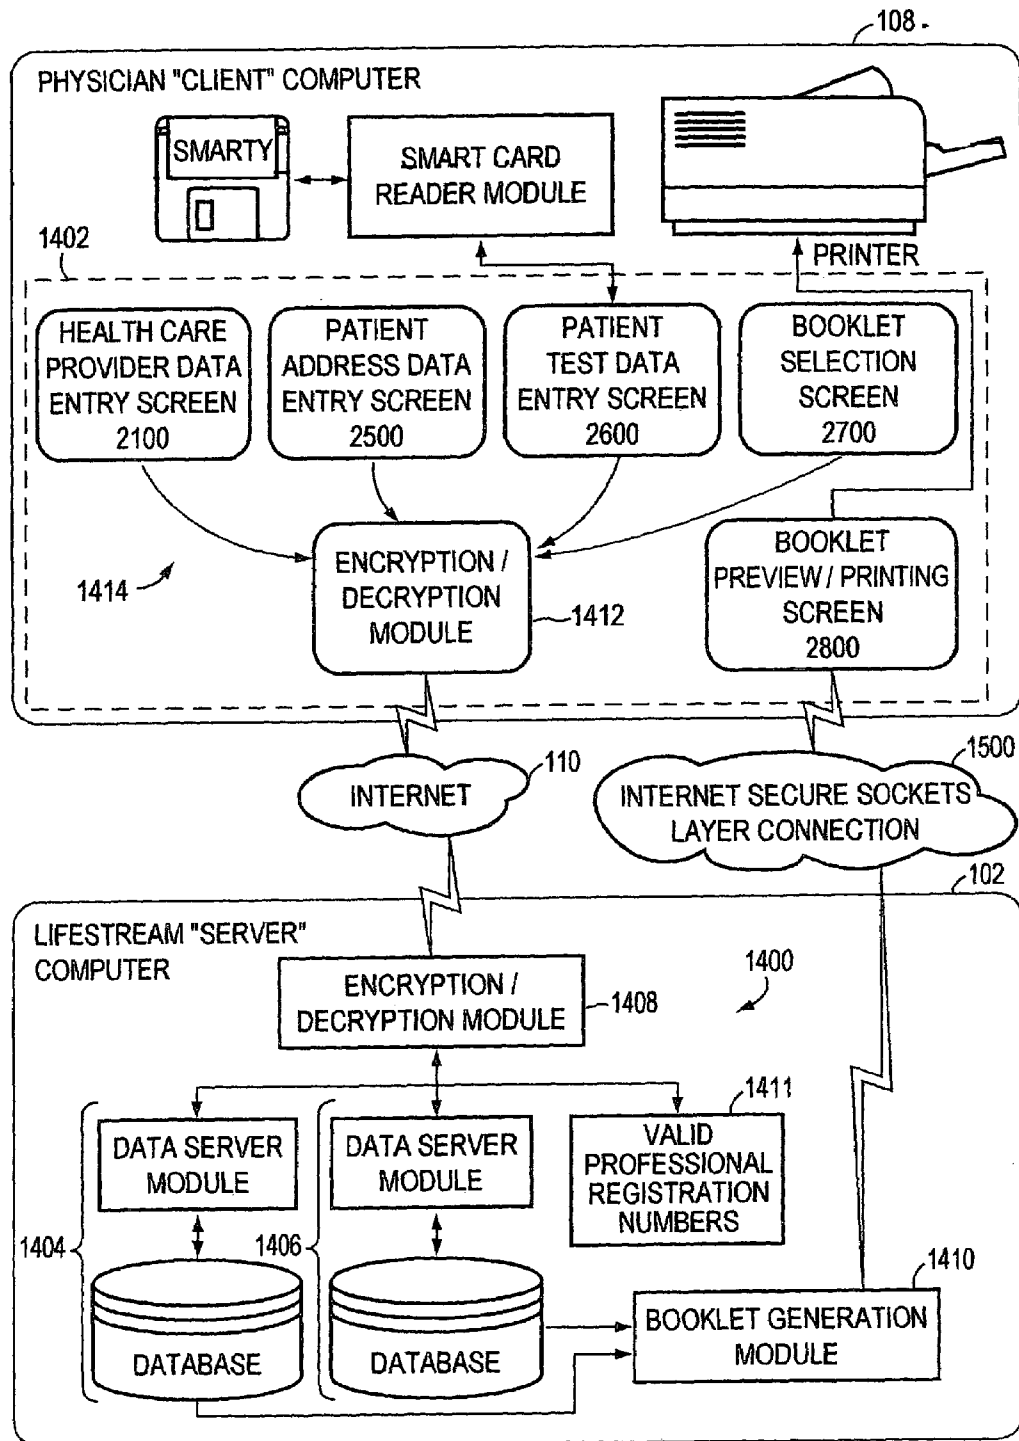 108
PHYSICIAN "CLIENT" COMPUTER
SMARTY
SMART CARD
READER MODULE
PRINTER
1402
HEALTH CARE
PROVIDER DATA
ENTRY SCREEN
2100
PATIENT
ADDRESS DATA
ENTRY SCREEN
2500
PATIENT
TEST DATA
ENTRY SCREEN
2600
BOOKLET
SELECTION
SCREEN
2700
1414
ENCRYPTION /
DECRYPTION
MODULE
1412
BOOKLET
PREVIEW / PRINTING
SCREEN
2800
INTERNET
110
INTERNET SECURE SOCKETS
LAYER CONNECTION
1500
102
LIFESTREAM "SERVER"
COMPUTER
ENCRYPTION /
DECRYPTION MODULE
1408
1400
1404
DATA SERVER
MODULE
DATABASE
1406
DATA SERVER
MODULE
DATABASE
1411
VALID
PROFESSIONAL
REGISTRATION
NUMBERS
1410
BOOKLET GENERATION
MODULE